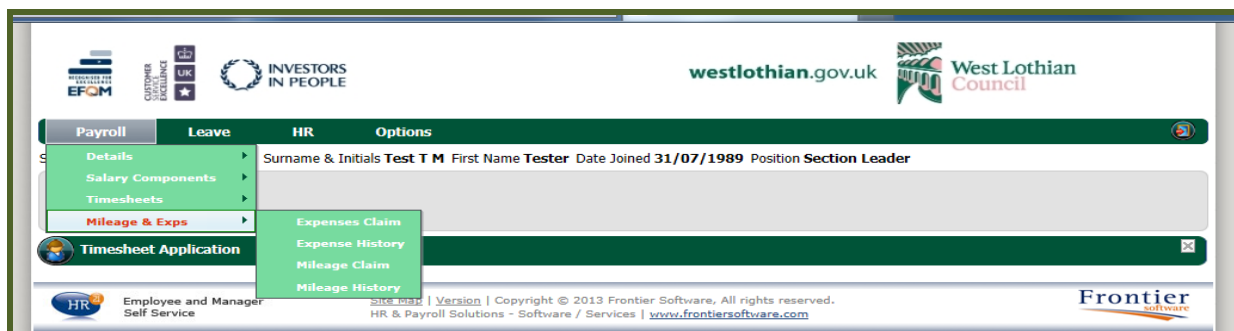 RECOGNISED FOR EXCELLENCE
EFQM
CUSTOMER SERVICE EXCELLENCE
UK
INVESTORS IN PEOPLE
westlothian.gov.uk
West Lothian Council
Payroll Leave HR Options
S Surname & Initials Test T M First Name Tester Date Joined 31/07/1989 Position Section Leader
Details
Salary Components
Timesheets
Mileage & Exps
Expenses Claim
Expense History
Mileage Claim
Mileage History
Timesheet Application
HR21 Employee and Manager Self Service
Site Map | Version | Copyright © 2013 Frontier Software, All rights reserved.
HR & Payroll Solutions - Software / Services | www.frontiersoftware.com
Frontier software